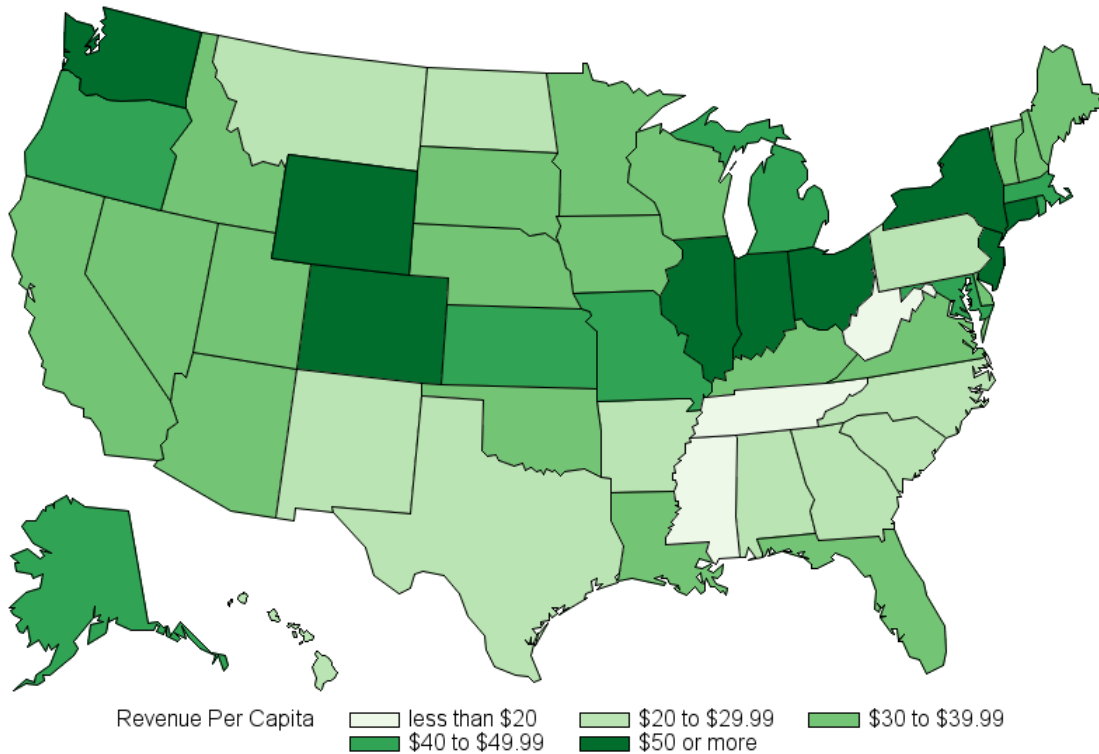 Revenue Per Capita less than $20 $20 to $29.99 $30 to $39.99
$40 to $49.99 $50 or more